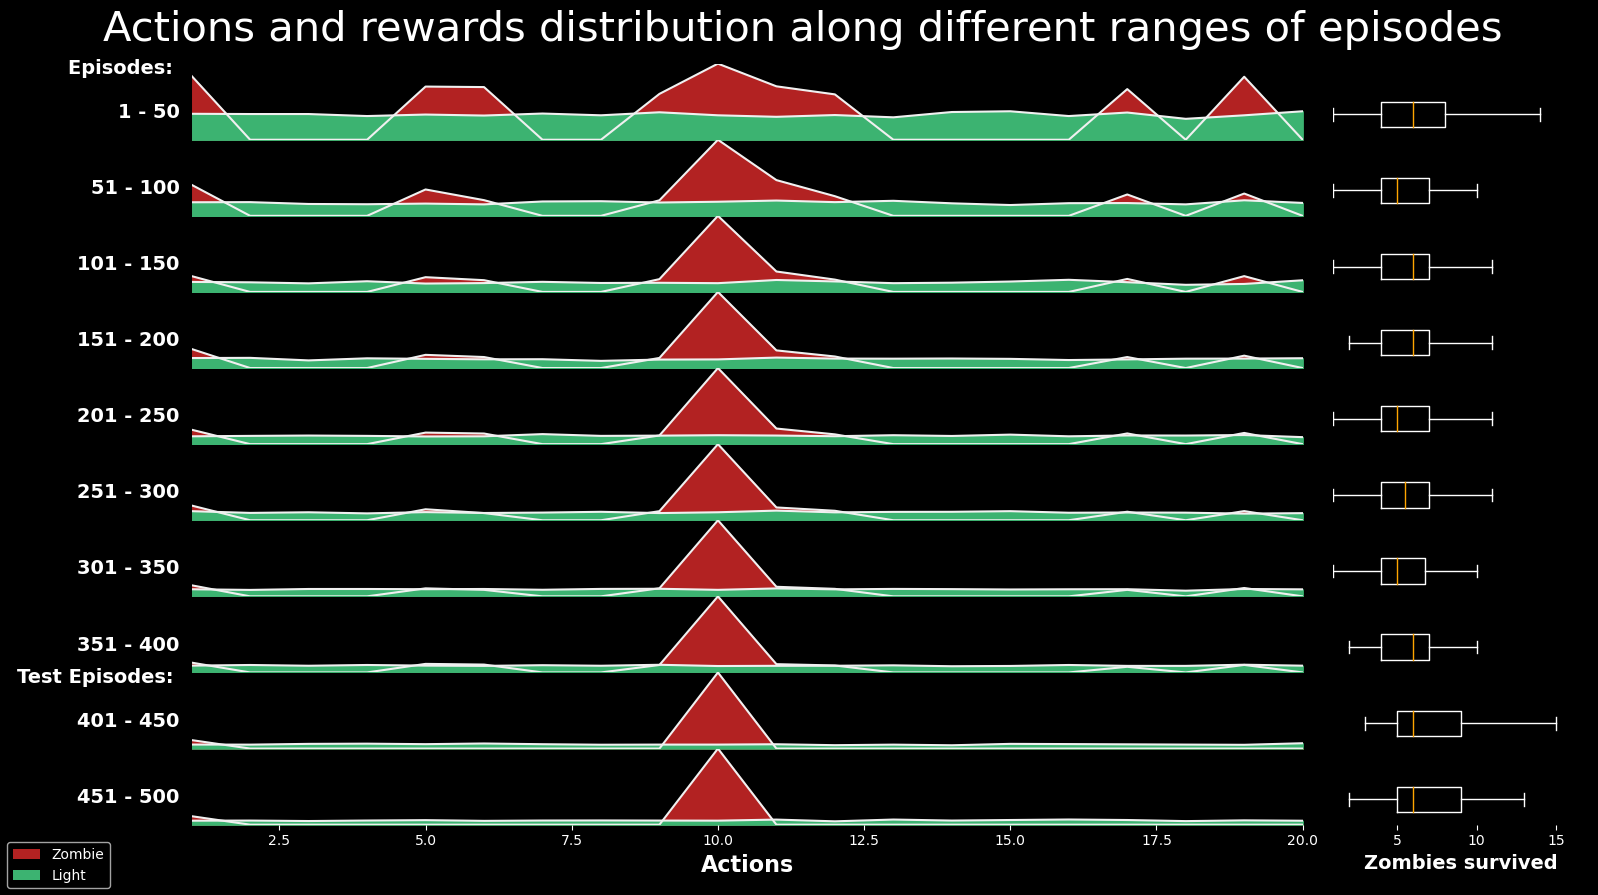 Actions and rewards distribution along different ranges of episodes
Episodes:
1 - 50
51 - 100
101 - 150
151 - 200
201 - 250
251 - 300
301 - 350
351 - 400
Test Episodes:
401 - 450
451 - 500
2.5 5.0 7.5 10.0 12.5 15.0 17.5 20.0 5 10 15
Actions
Zombies survived
Zombie
Light